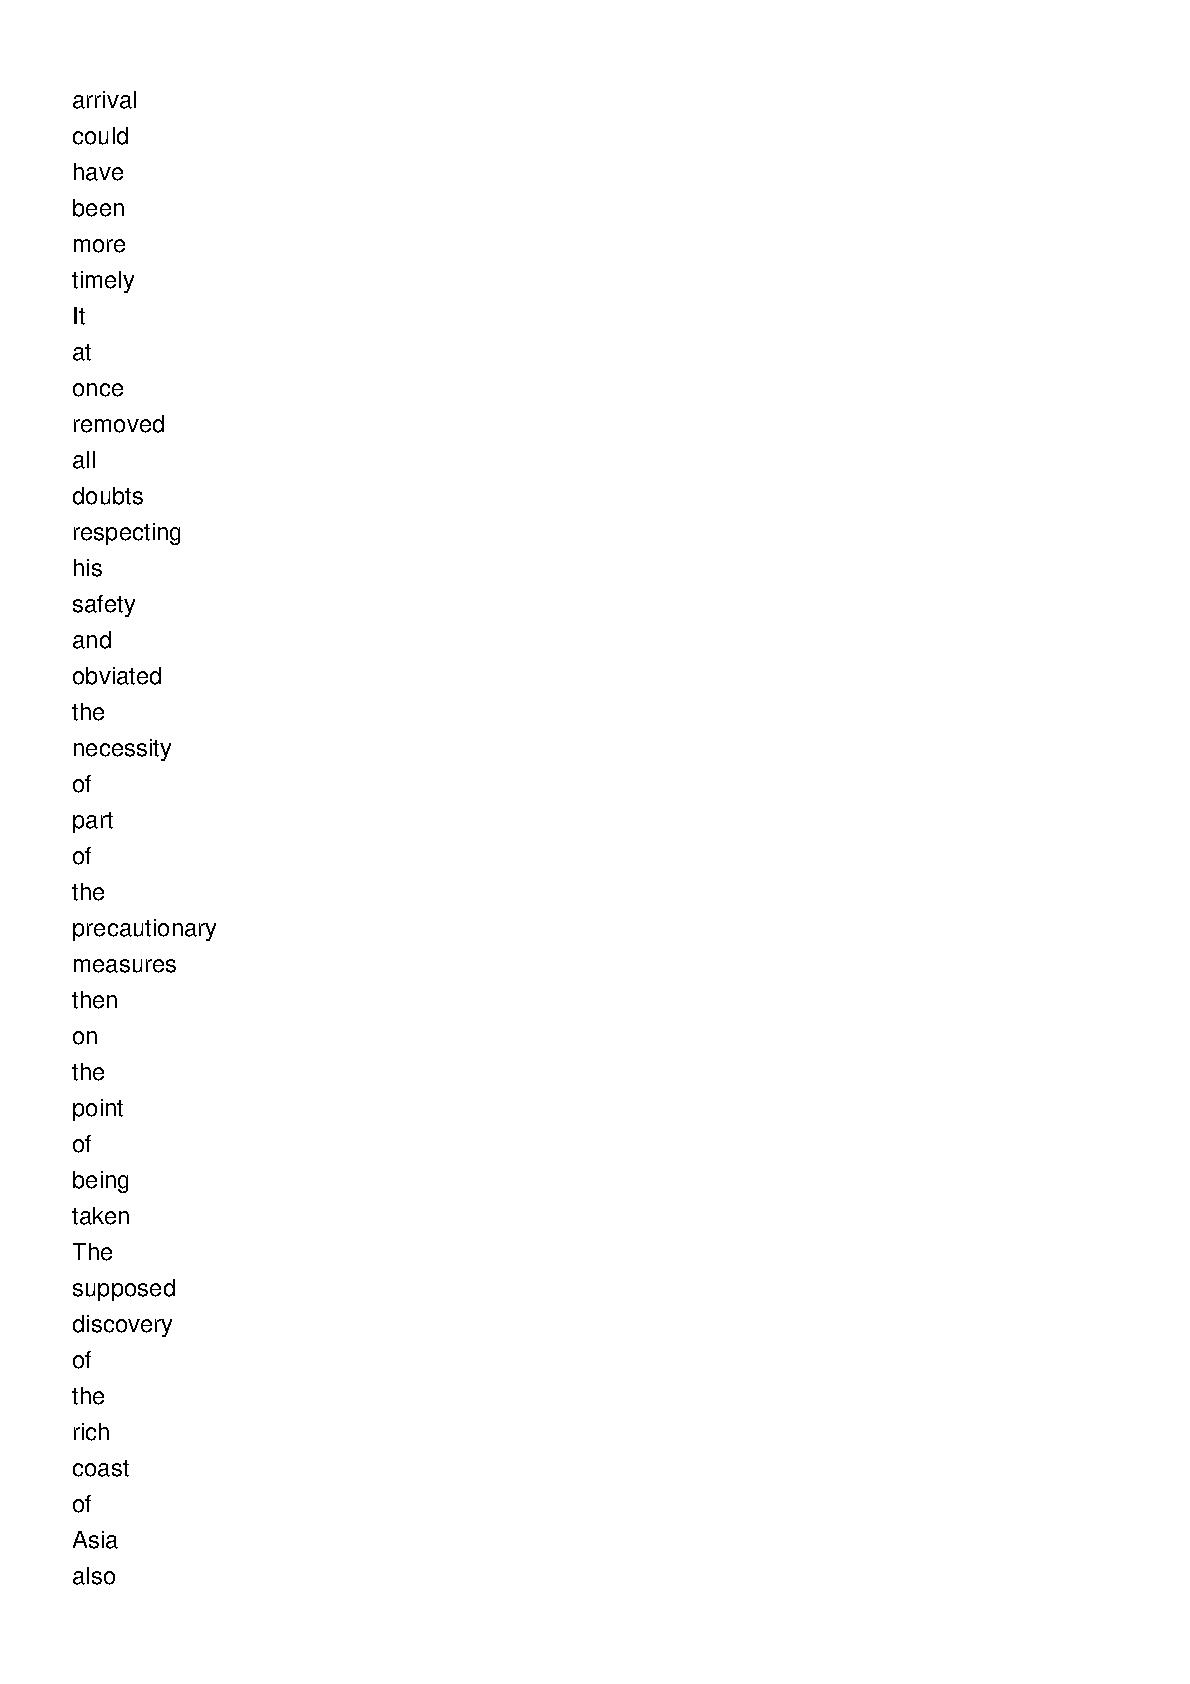 arrival
could
have
been
more
timely
It
at
once
removed
all
doubts
respecting
his
safety
and
obviated
the
necessity
of
part
of
the
precautionary
measures
then
on
the
point
of
being
taken
The
supposed
discovery
of
the
rich
coast
of
Asia
also